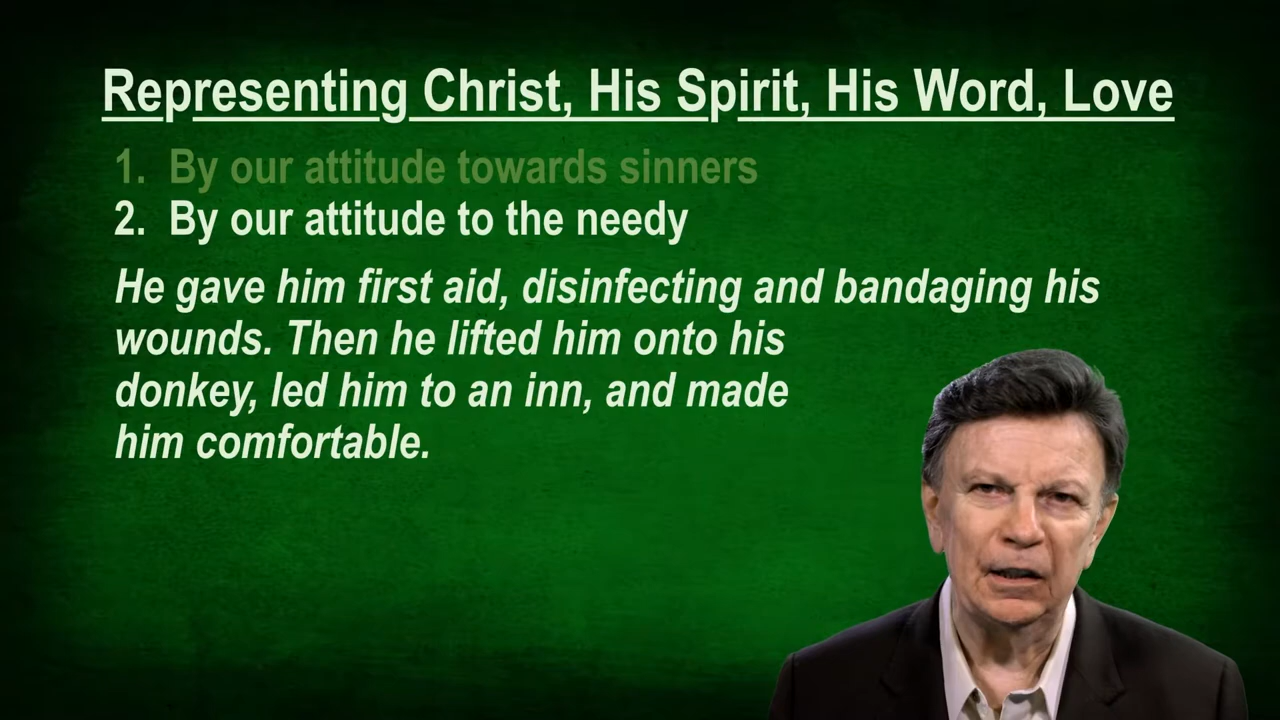 Representing Christ, His Spirit, His Word, Love
1. By our attitude towards sinners
2. By our attitude to the needy
He gave him first aid, disinfecting and bandaging his
wounds. Then he lifted him onto his
donkey, led him to an inn, and made
him comfortable.